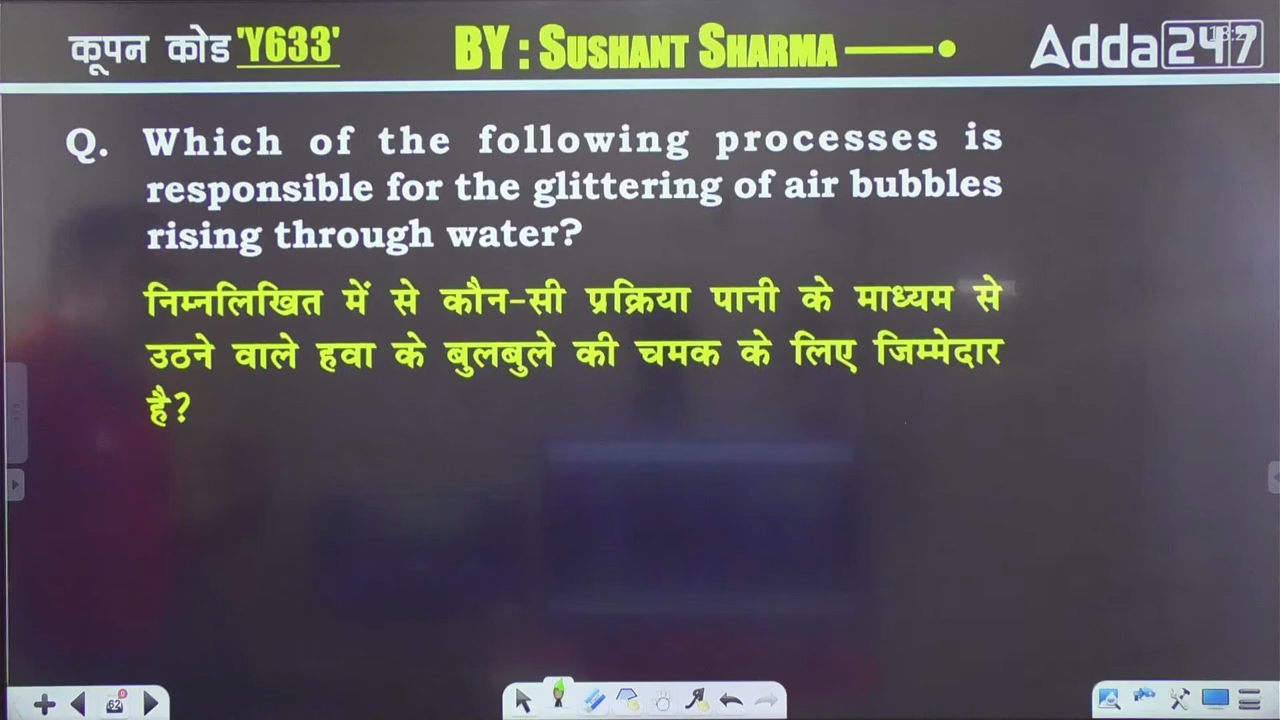 कूपन कोड 'Y633'
BY : SUSHANT SHARMA
Adda247
Q. Which of the following processes is
responsible for the glittering of air bubbles
rising through water?
निम्नलिखित में से कौन-सी प्रक्रिया पानी के माध्यम से
उठने वाले हवा के बुलबुले की चमक के लिए जिम्मेदार
है?
62